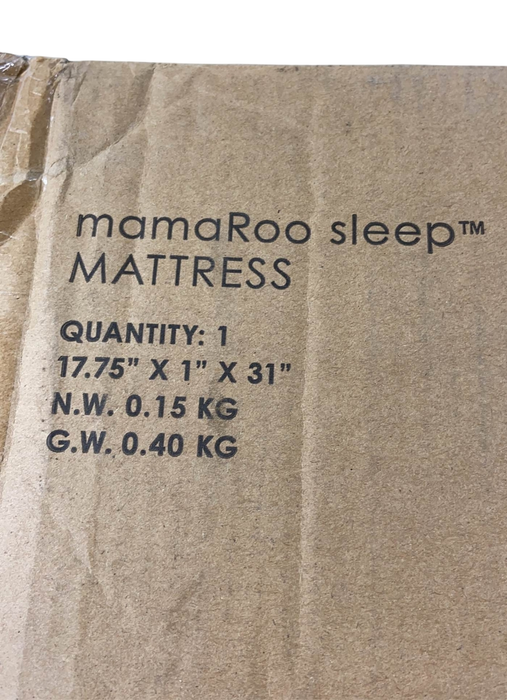 mamaRoo sleep™
MATTRESS
QUANTITY: 1
17.75” X 1” X 31”
N.W. 0.15 KG
G.W. 0.40 KG